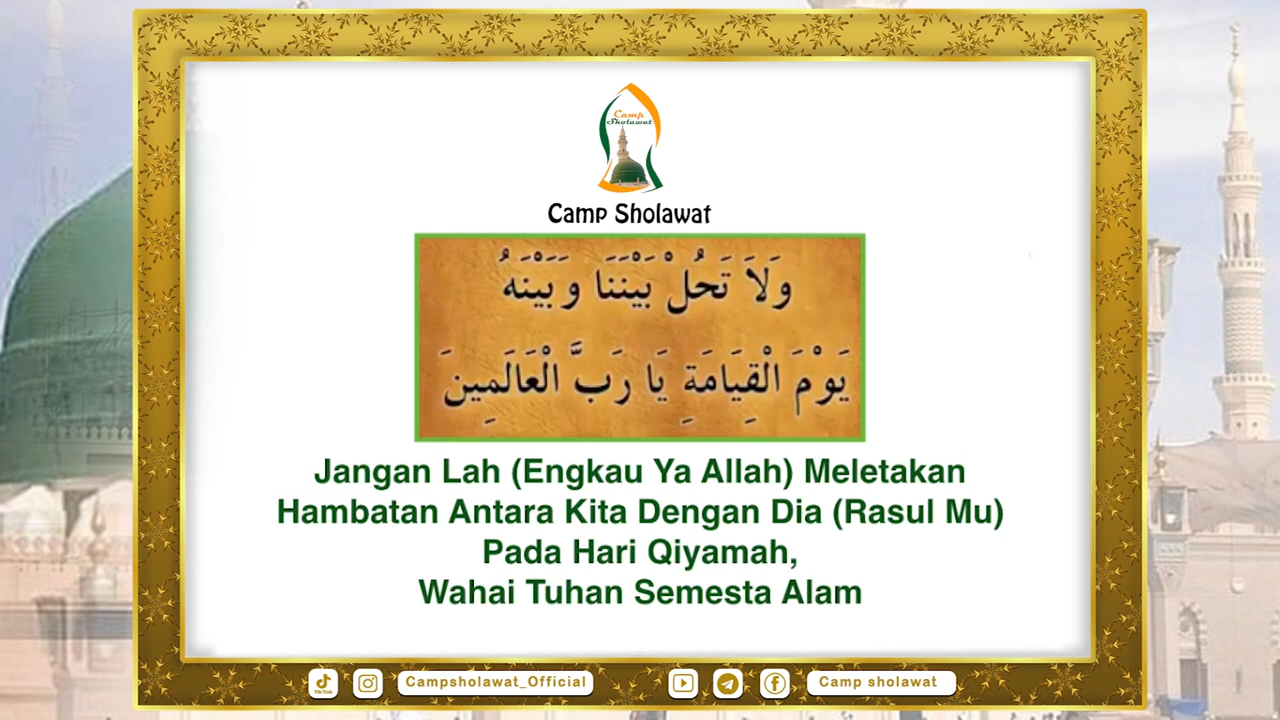 Camp
Sholawat
Camp Sholawat
وَلَا تَحُلْ بَيْنَنَا وَبَيْنَهُ
يَوْمَ الْقِيَامَةِ يَا رَبَّ الْعَالَمِينَ
Jangan Lah (Engkau Ya Allah) Meletakan
Hambatan Antara Kita Dengan Dia (Rasul Mu)
Pada Hari Qiyamah,
Wahai Tuhan Semesta Alam
TikTok
Campsholawat_Official
Camp sholawat